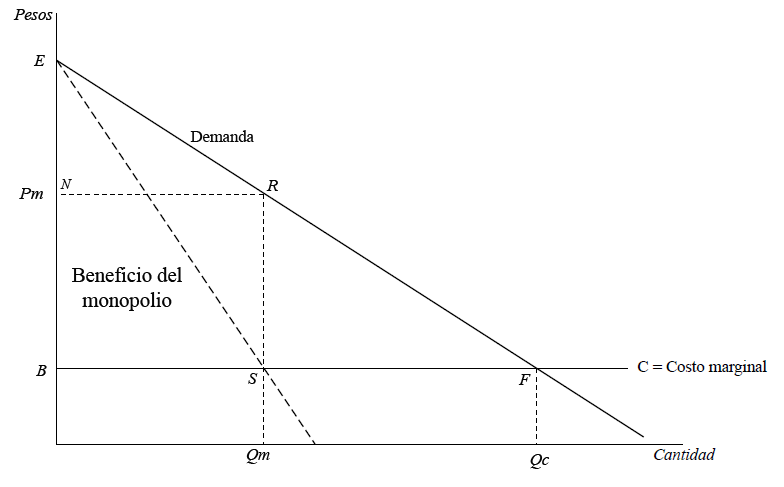 Pesos
E
Demanda
N
R
Pm
Beneficio del
monopolio
B
S
F
C = Costo marginal
Qm
Qc
Cantidad